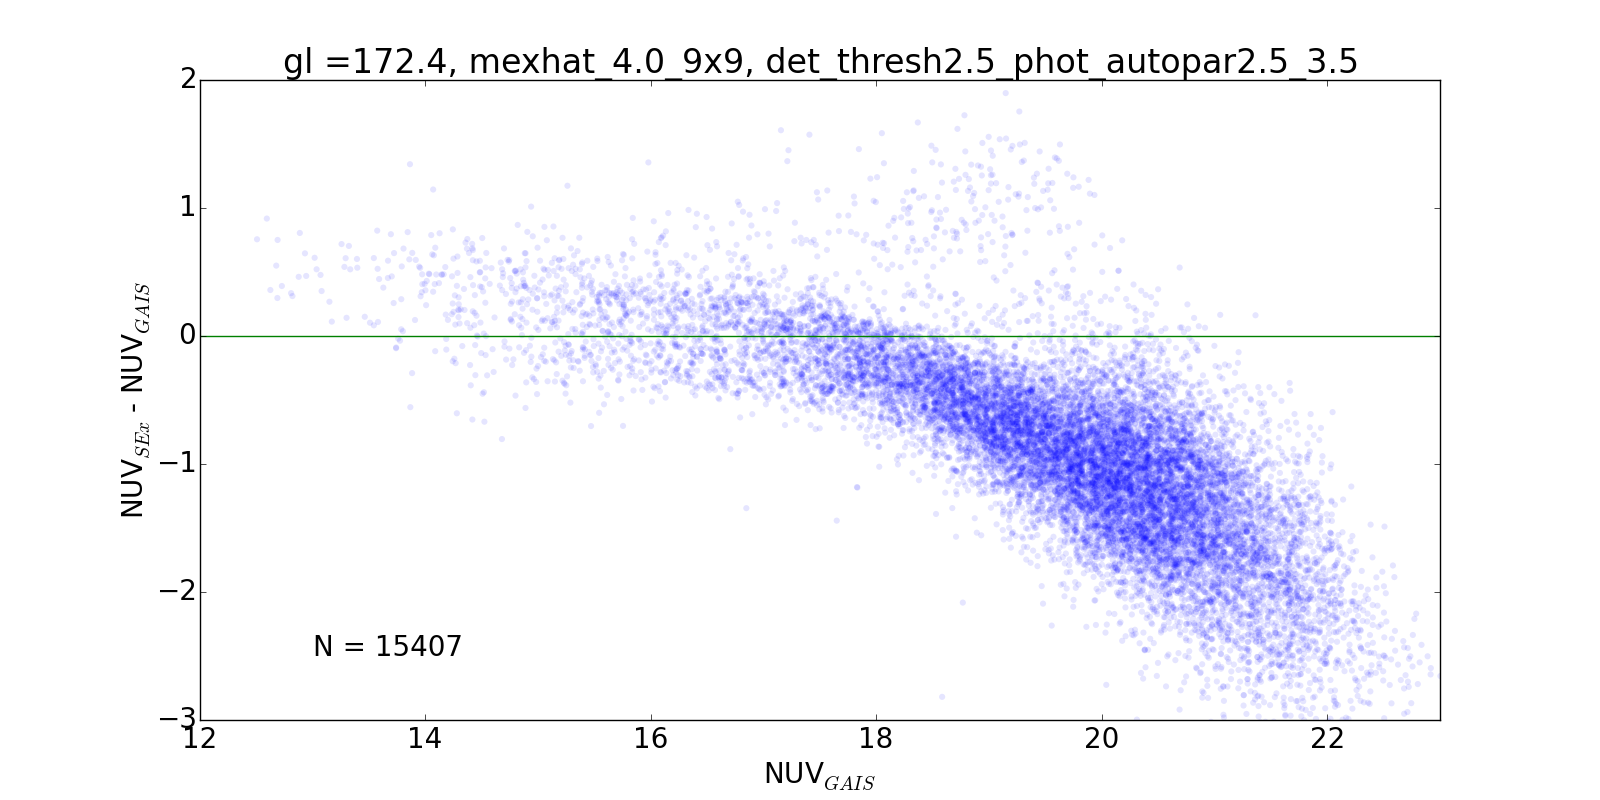 gl =172.4, mexhat_4.0_9x9, det_thresh2.5_phot_autopar2.5_3.5
2
1
0
−1
−2
−3
NUV_SEx - NUV_GAIS
N = 15407
12 14 16 18 20 22
NUV_GAIS